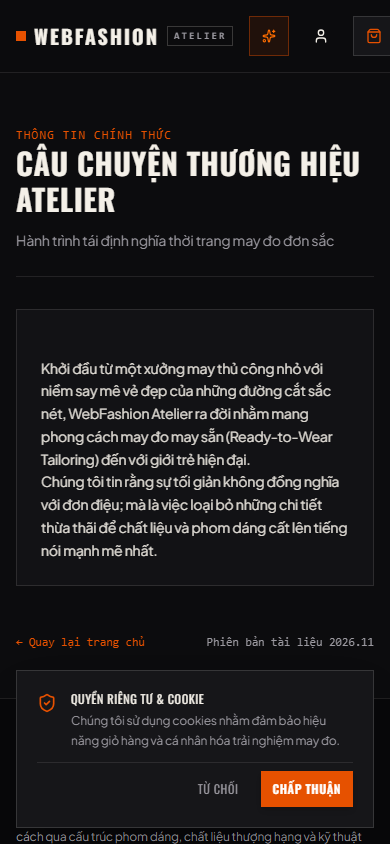 WEBFASHION ATELIER
THÔNG TIN CHÍNH THỨC
CÂU CHUYỆN THƯƠNG HIỆU
ATELIER
Hành trình tái định nghĩa thời trang may đo đơn sắc
Khởi đầu từ một xưởng may thủ công nhỏ với
niềm say mê vẻ đẹp của những đường cắt sắc
nét, WebFashion Atelier ra đời nhằm mang
phong cách may đo may sẵn (Ready-to-Wear
Tailoring) đến với giới trẻ hiện đại.
Chúng tôi tin rằng sự tối giản không đồng nghĩa
với đơn điệu; mà là việc loại bỏ những chi tiết
thừa thãi để chất liệu và phom dáng cất lên tiếng
nói mạnh mẽ nhất.
← Quay lại trang chủ
Phiên bản tài liệu 2026.11
QUYỀN RIÊNG TƯ & COOKIE
Chúng tôi sử dụng cookies nhằm đảm bảo hiệu
năng giỏ hàng và cá nhân hóa trải nghiệm may đo.
TỪ CHỐI
CHẤP THUẬN
cách qua cấu trúc phom dáng, chất liệu thượng hạng và kỹ thuật